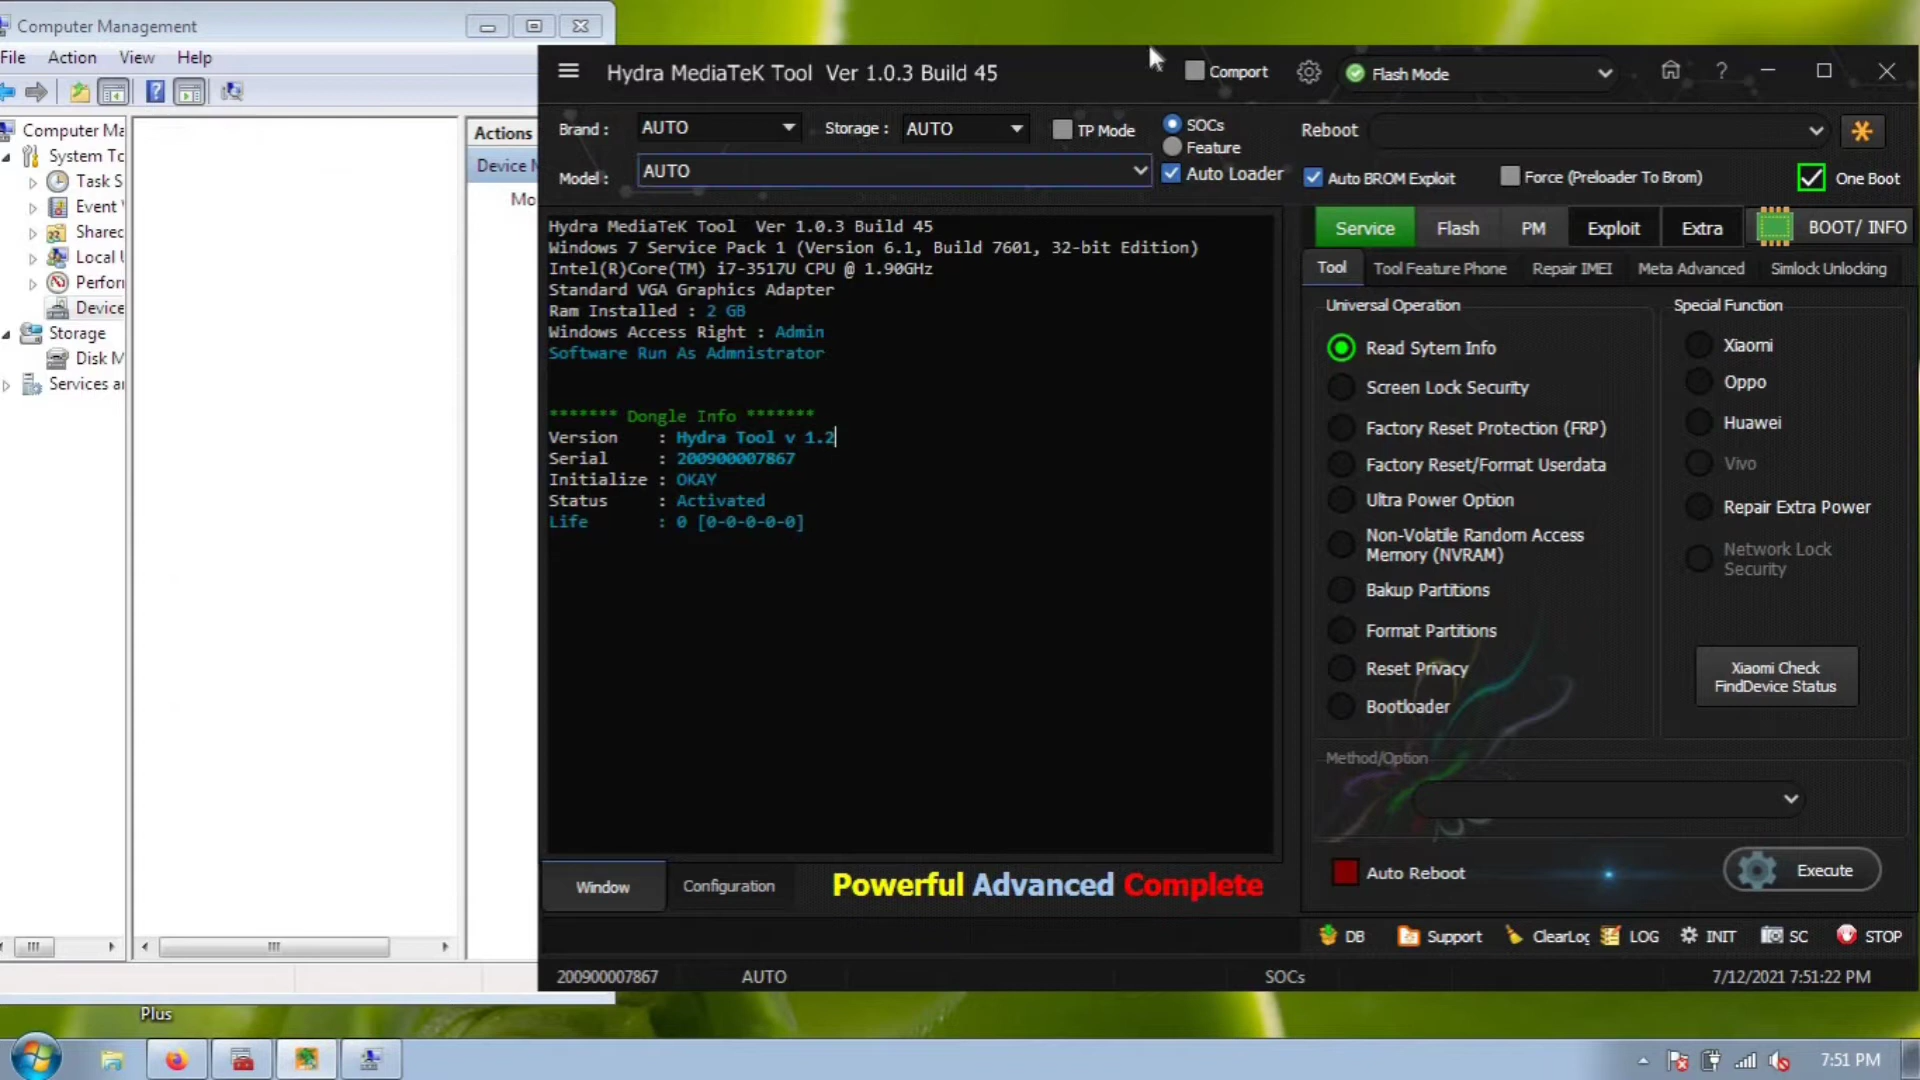 Computer Management
File Action View Help
Computer Ma
System To
Task S
Event
Shared
Local U
Perforn
Device
Storage
Disk M
Services an
Actions
Device M
Mo
Hydra MediaTeK Tool Ver 1.0.3 Build 45
Comport
Flash Mode
?
Brand : AUTO
Storage : AUTO
TP Mode
SOCs
Feature
Reboot
Model : AUTO
Auto Loader
Auto BROM Exploit
Force (Preloader To Brom)
One Boot
Hydra MediaTeK Tool Ver 1.0.3 Build 45
Windows 7 Service Pack 1 (Version 6.1, Build 7601, 32-bit Edition)
Intel(R)Core(TM) i7-3517U CPU @ 1.90GHz
Standard VGA Graphics Adapter
Ram Installed : 2 GB
Windows Access Right : Admin
Software Run As Admnistrator
******* Dongle Info *******
Version : Hydra Tool v 1.2
Serial : 200900007867
Initialize : OKAY
Status : Activated
Life : 0 [0-0-0-0-0]
Service Flash PM Exploit Extra BOOT/ INFO
Tool Tool Feature Phone Repair IMEI Meta Advanced Simlock Unlocking
Universal Operation
Read Sytem Info
Screen Lock Security
Factory Reset Protection (FRP)
Factory Reset/Format Userdata
Ultra Power Option
Non-Volatile Random Access
Memory (NVRAM)
Bakup Partitions
Format Partitions
Reset Privacy
Bootloader
Special Function
Xiaomi
Oppo
Huawei
Vivo
Repair Extra Power
Network Lock
Security
Xiaomi Check
FindDevice Status
Method/Option
Auto Reboot
Execute
Window Configuration
Powerful Advanced Complete
DB Support ClearLog LOG INIT SC STOP
200900007867 AUTO SOCs 7/12/2021 7:51:22 PM
Plus
7:51 PM